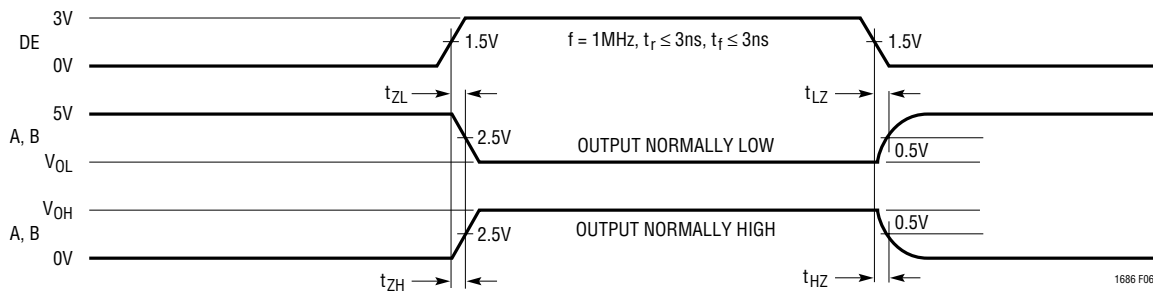 3V
DE
1.5V
f = 1MHz, tr ≤ 3ns, tf ≤ 3ns
1.5V
0V
tZL
tLZ
5V
A, B
2.5V
OUTPUT NORMALLY LOW
0.5V
VOL
VOH
A, B
2.5V
OUTPUT NORMALLY HIGH
0.5V
0V
tZH
tHZ
1686 F06